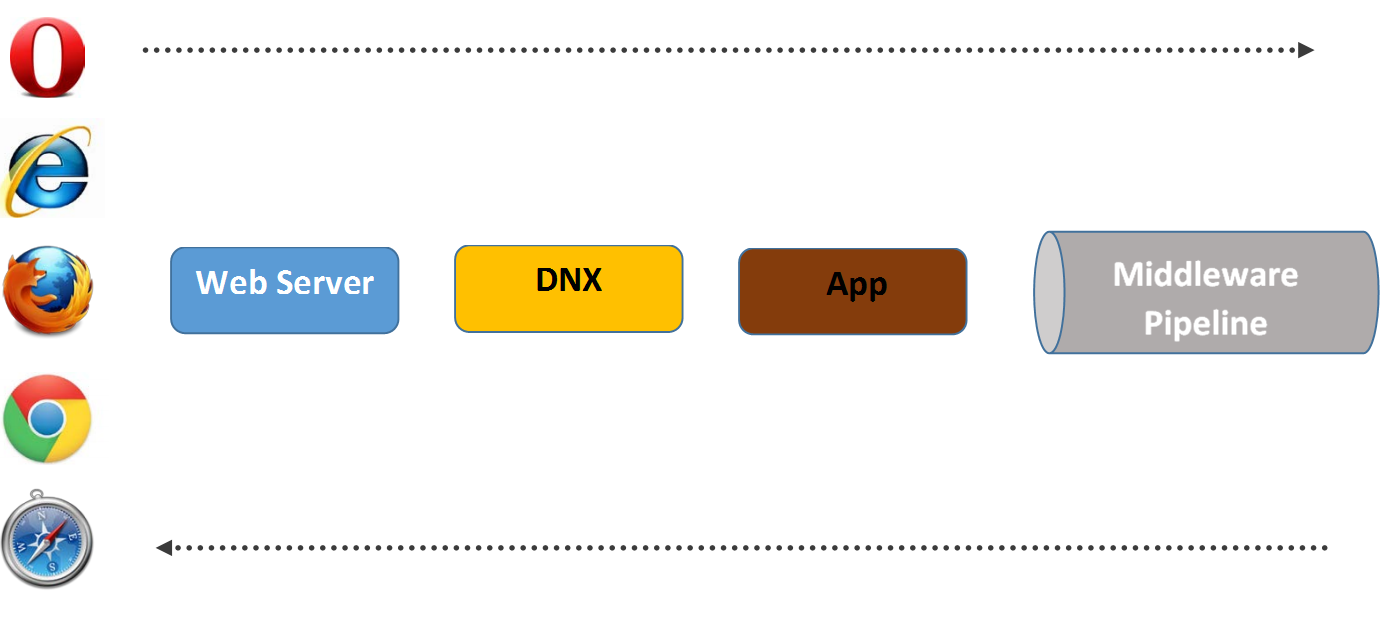 Web Server
DNX
App
Middleware
Pipeline
N
E
S
W